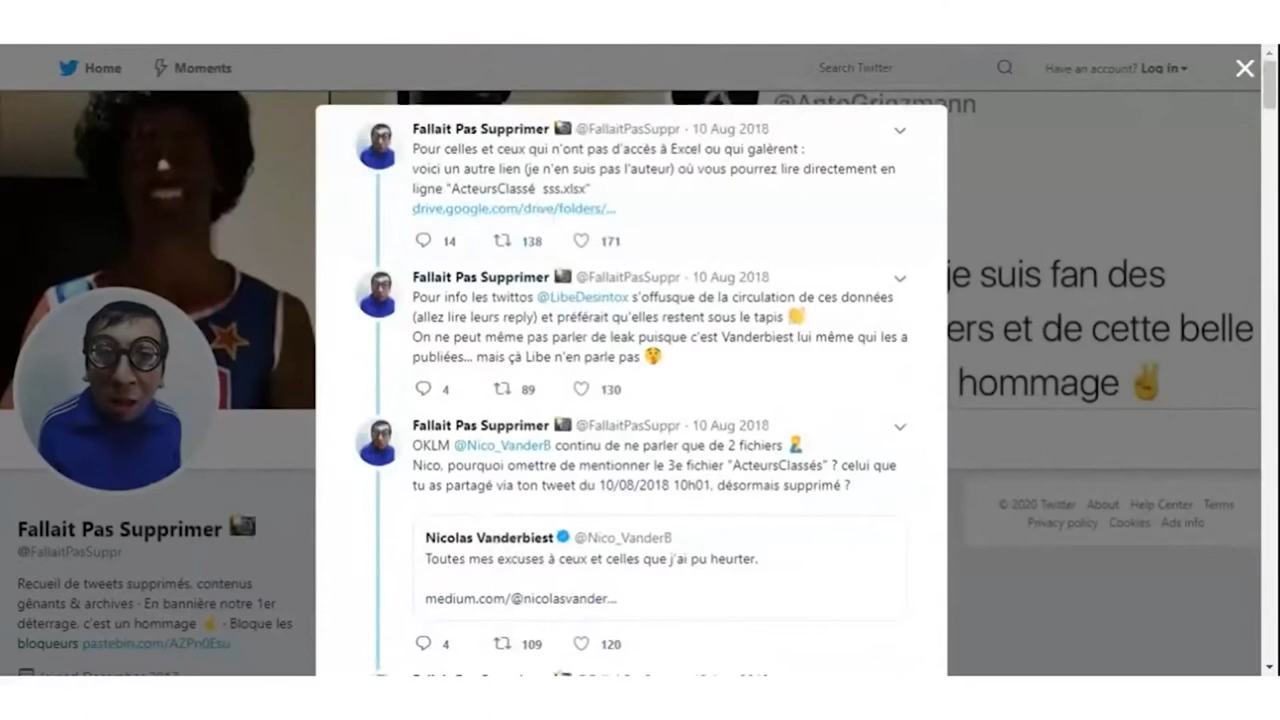 Home
Moments
Search Twitter
Have an account? Log in
@AntoGriezmann
Fallait Pas Supprimer @FallaitPasSuppr · 10 Aug 2018
Pour celles et ceux qui n'ont pas d'accès à Excel ou qui galèrent :
voici un autre lien (je n'en suis pas l'auteur) où vous pourrez lire directement en
ligne "ActeursClassé sss.xlsx"
drive.google.com/drive/folders/...
14 138 171
Fallait Pas Supprimer @FallaitPasSuppr · 10 Aug 2018
Pour info les twittos @LibeDesintox s'offusque de la circulation de ces données
(allez lire leurs reply) et préférait qu'elles restent sous le tapis
On ne peut même pas parler de leak puisque c'est Vanderbiest lui même qui les a
publiées... mais çà Libe n'en parle pas
4 89 130
Fallait Pas Supprimer @FallaitPasSuppr · 10 Aug 2018
OKLM @Nico_VanderB continu de ne parler que de 2 fichiers
Nico, pourquoi omettre de mentionner le 3e fichier "ActeursClassés" ? celui que
tu as partagé via ton tweet du 10/08/2018 10h01, désormais supprimé ?
Nicolas Vanderbiest @Nico_VanderB
Toutes mes excuses à ceux et celles que j'ai pu heurter.
medium.com/@nicolasvander...
4 109 120
Fallait Pas Supprimer
@FallaitPasSuppr
Recueil de tweets supprimés, contenus
gênants & archives · En bannière notre 1er
déterrage, c'est un hommage · Bloque les
bloqueurs pastebin.com/AZPn0Esu
je suis fan des
ers et de cette belle
hommage
© 2020 Twitter About Help Center Terms
Privacy policy Cookies Ads info